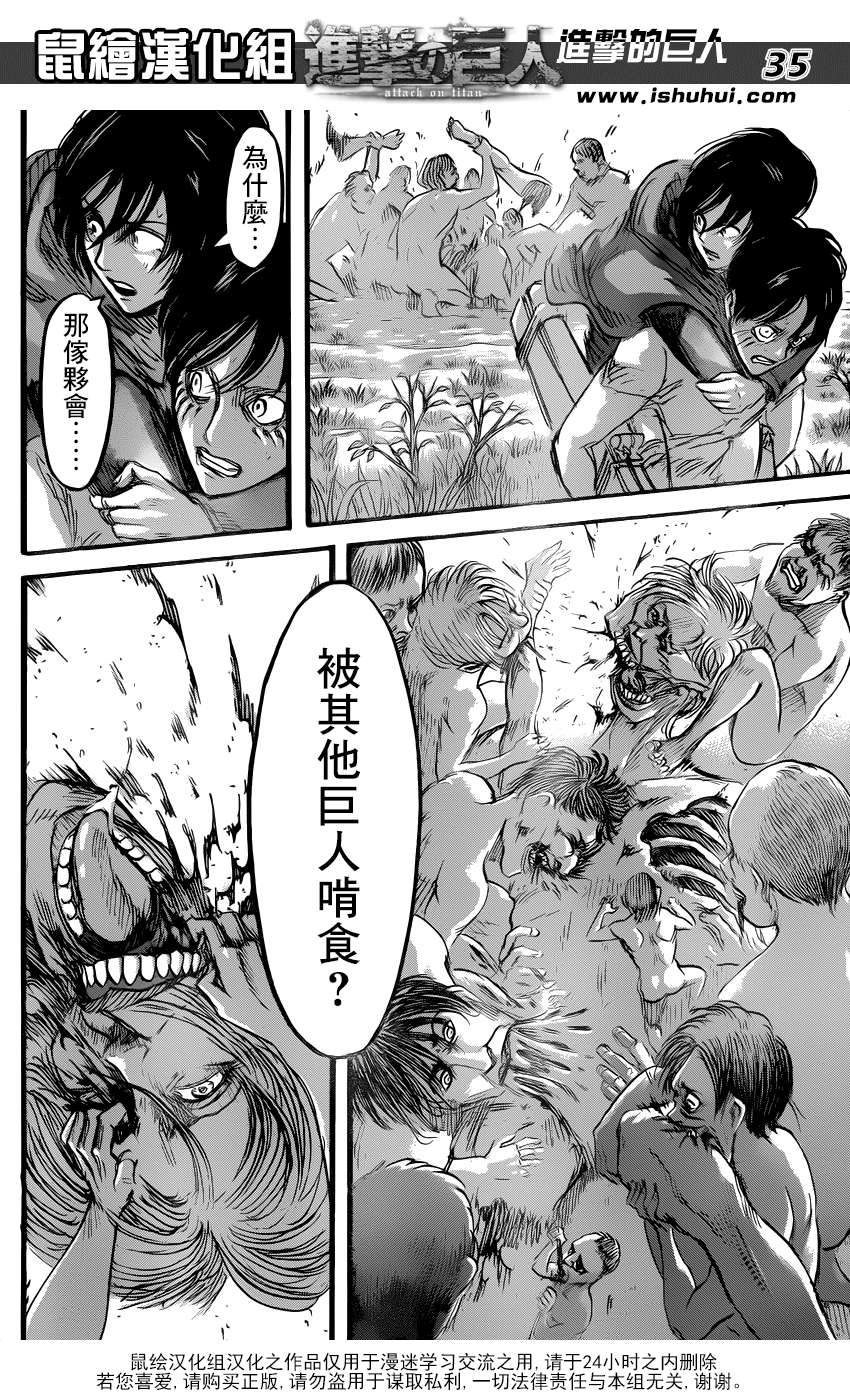 鼠繪漢化組
進撃の巨人
attack on titan
進擊的巨人
35
www.ishuhui.com
為什麼…
那傢夥會……
被其他巨人啃食？
鼠绘汉化组汉化之作品仅用于漫迷学习交流之用, 请于24小时之内删除
若您喜爱, 请购买正版, 请勿盗用于谋取私利, 一切法律责任与本组无关, 谢谢.